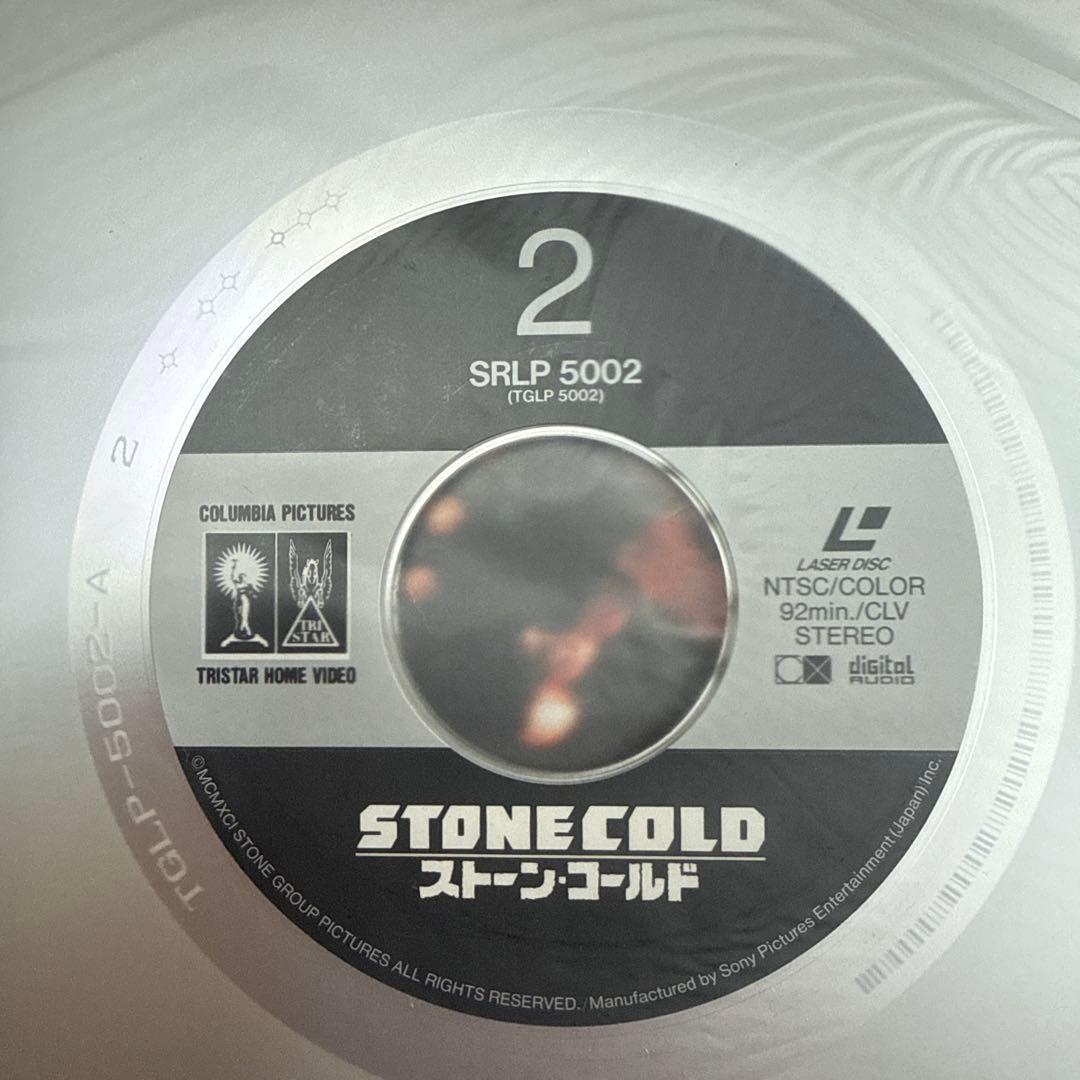 2
SRLP 5002
(TGLP 5002)
COLUMBIA PICTURES
TRI
STAR
TRISTAR HOME VIDEO
LASER DISC
NTSC/COLOR
92min./CLV
STEREO
CX
digital
AUDIO
STONE COLD
ストーン・コールド
©MCMXCI STONE GROUP PICTURES ALL RIGHTS RESERVED./Manufactured by Sony Pictures Entertainment (Japan) Inc.
TGLP-5002-A 2